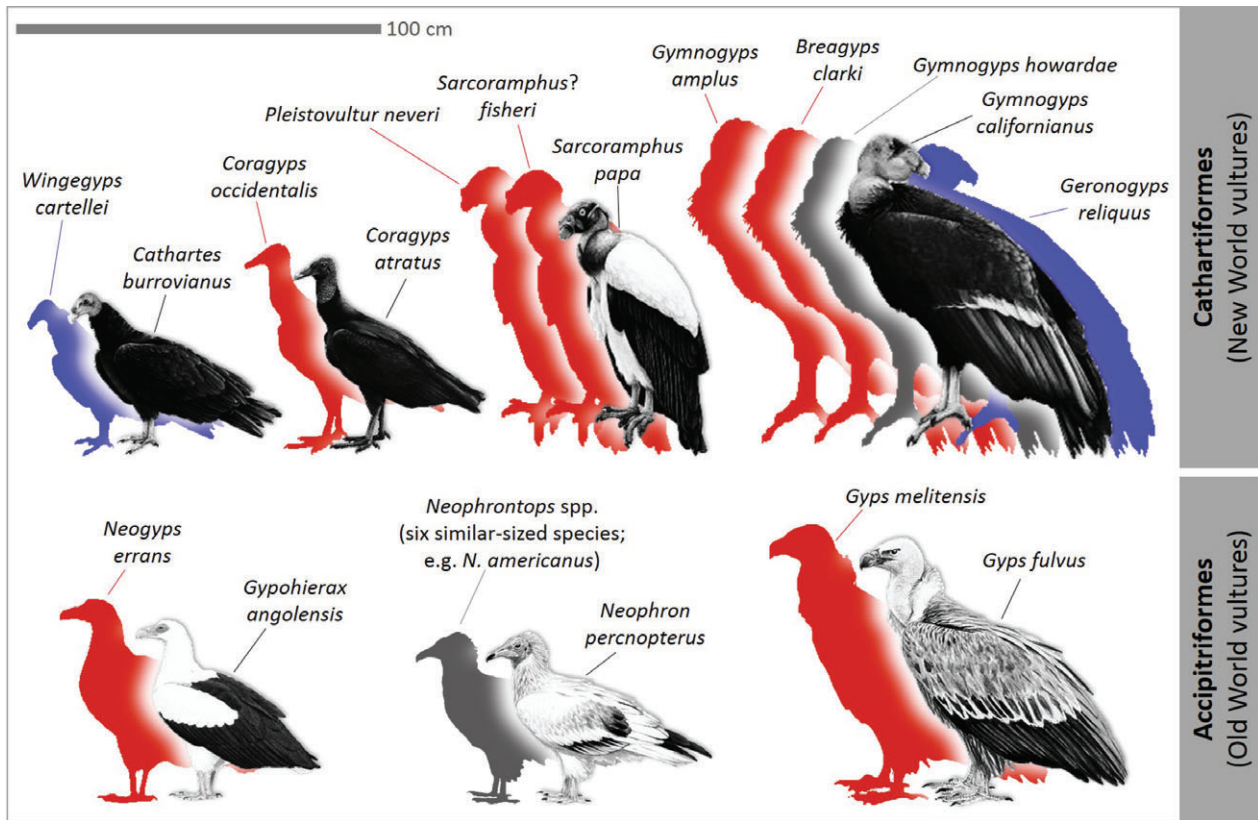 100 cm
Gymnogyps
amplus
Breagyps
clarki
Gymnogyps howardae
Gymnogyps
californianus
Sarcoramphus?
fisheri
Pleistovultur neveri
Sarcoramphus
papa
Coragyps
occidentalis
Wingegyps
cartellei
Geronogyps
reliquus
Coragyps
atratus
Cathartes
burrovianus
Cathartiformes
(New World vultures)
Neogyps
errans
Gypohierax
angolensis
Neophrontops spp.
(six similar-sized species;
e.g. N. americanus)
Neophron
percnopterus
Gyps melitensis
Gyps fulvus
Accipitriformes
(Old World vultures)